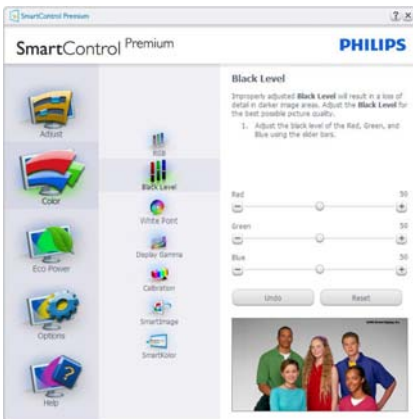 SmartControl Premium
SmartControl Premium
PHILIPS
Adjust
Color
Eco Power
Options
Help
RGB
Black Level
White Point
Display Gamma
Calibration
SmartImage
SmartKolor
Black Level
Improperly adjusted Black Level will result in a loss of
detail in darker image areas. Adjust the Black Level for
the best possible picture quality.
1. Adjust the black level of the Red, Green, and
Blue using the slider bars.
Red 50
Green 50
Blue 50
Undo Reset